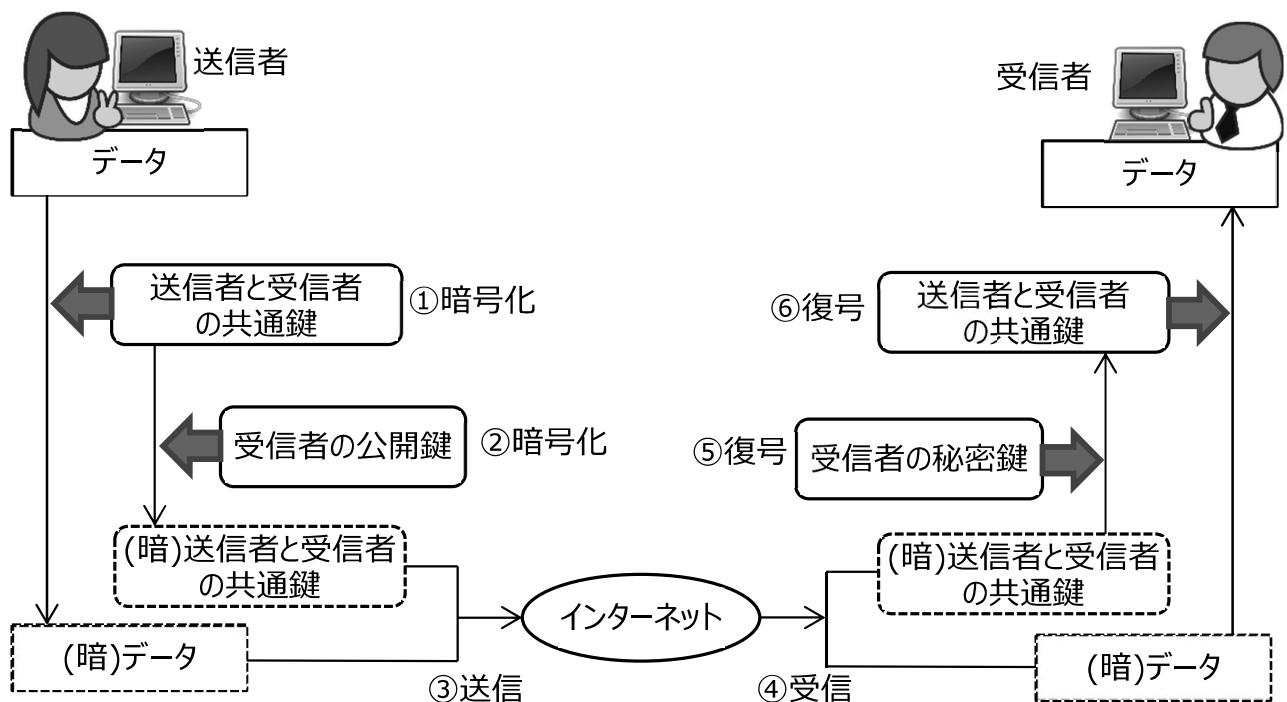 送信者
受信者
データ
データ
送信者と受信者
の共通鍵
①暗号化
⑥復号
送信者と受信者
の共通鍵
受信者の公開鍵
②暗号化
⑤復号
受信者の秘密鍵
(暗)送信者と受信者
の共通鍵
(暗)送信者と受信者
の共通鍵
インターネット
(暗)データ
(暗)データ
③送信
④受信